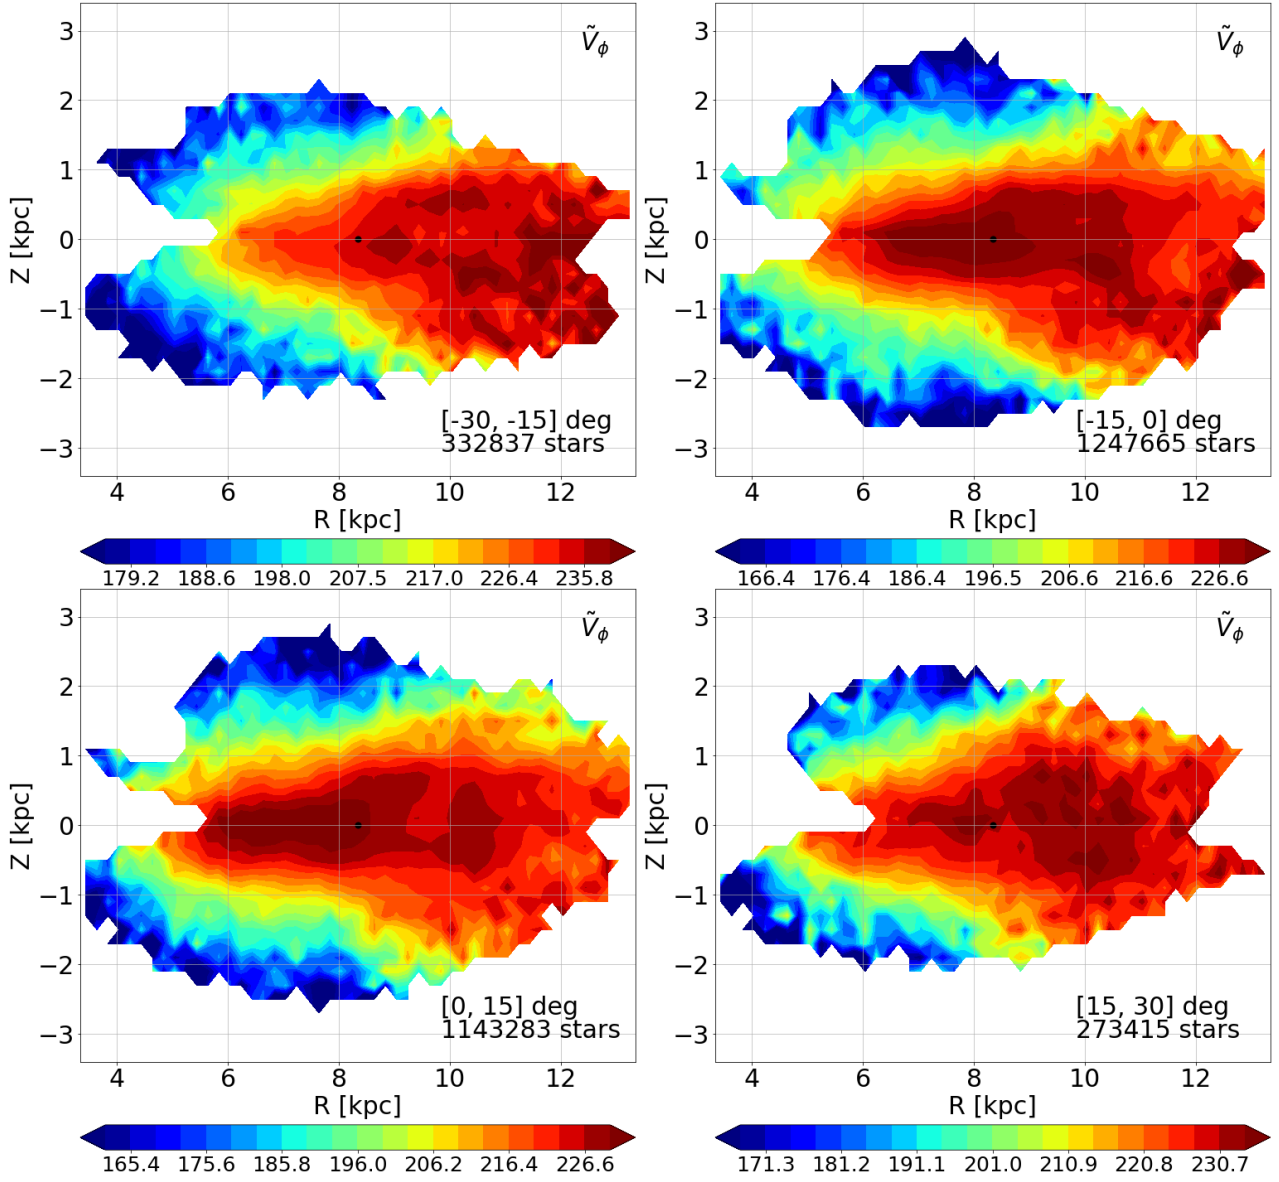 3
2
1
0
−1
−2
−3
Z [kpc]
Ṽϕ
[-30, -15] deg
332837 stars
4 6 8 10 12
R [kpc]
179.2 188.6 198.0 207.5 217.0 226.4 235.8
3
2
1
0
−1
−2
−3
Z [kpc]
Ṽϕ
[-15, 0] deg
1247665 stars
4 6 8 10 12
R [kpc]
166.4 176.4 186.4 196.5 206.6 216.6 226.6
3
2
1
0
−1
−2
−3
Z [kpc]
Ṽϕ
[0, 15] deg
1143283 stars
4 6 8 10 12
R [kpc]
165.4 175.6 185.8 196.0 206.2 216.4 226.6
3
2
1
0
−1
−2
−3
Z [kpc]
Ṽϕ
[15, 30] deg
273415 stars
4 6 8 10 12
R [kpc]
171.3 181.2 191.1 201.0 210.9 220.8 230.7